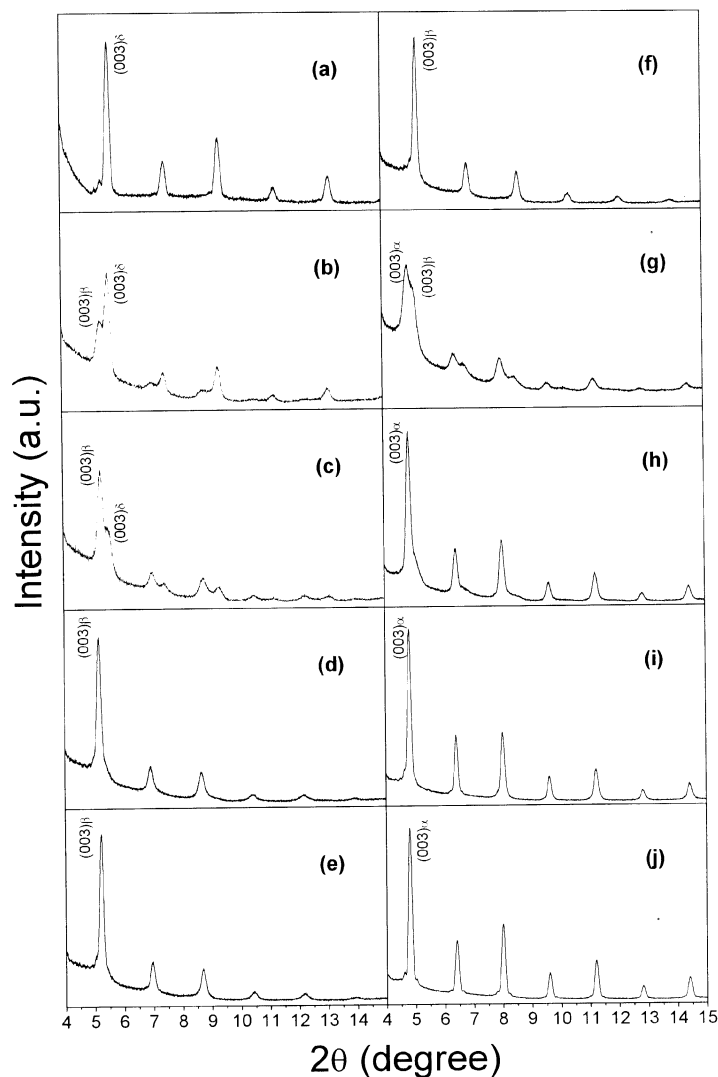 (003)δ
(a)
(003)β
(f)
(003)β
(003)δ
(b)
(003)α
(003)β
(g)
(003)β
(003)δ
(c)
(003)α
(h)
(003)β
(d)
(003)α
(i)
(003)β
(e)
(003)α
(j)
Intensity (a.u.)
4 5 6 7 8 9 10 11 12 13 14
4 5 6 7 8 9 10 11 12 13 14 15
2θ (degree)